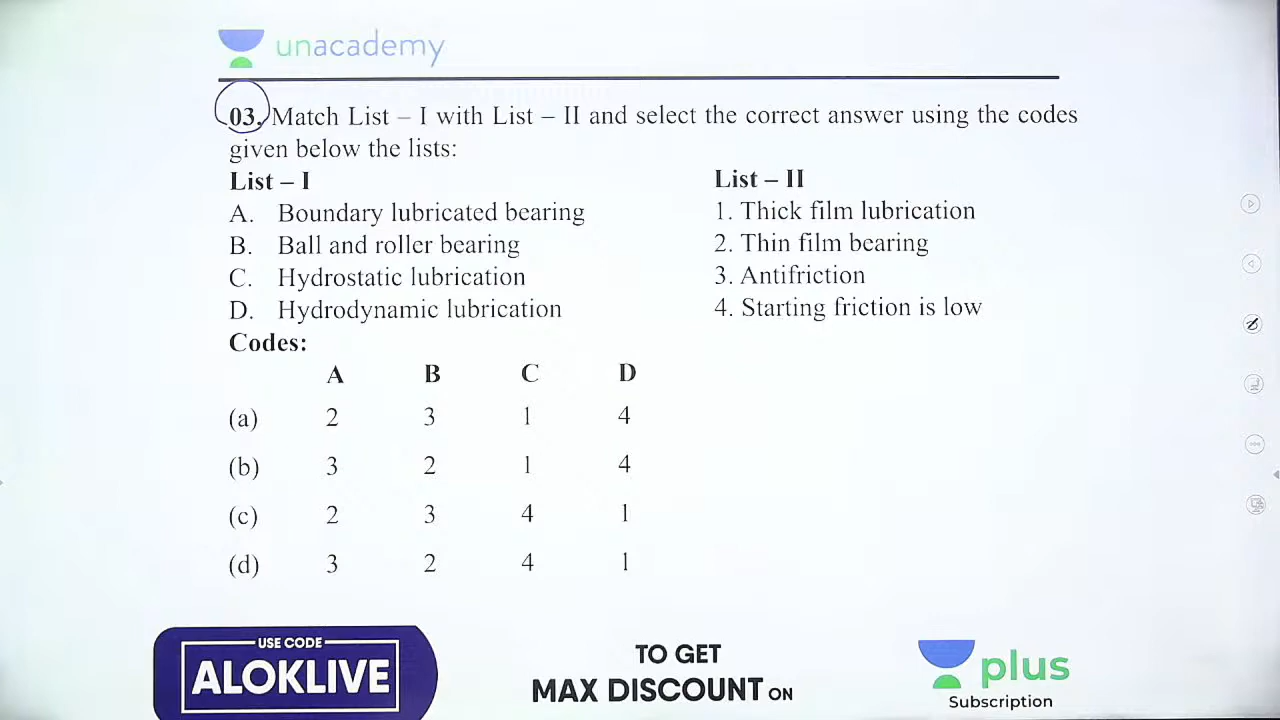 unacademy
03. Match List – I with List – II and select the correct answer using the codes
given below the lists:
List – I List – II
A. Boundary lubricated bearing 1. Thick film lubrication
B. Ball and roller bearing 2. Thin film bearing
C. Hydrostatic lubrication 3. Antifriction
D. Hydrodynamic lubrication 4. Starting friction is low
Codes:
A B C D
(a) 2 3 1 4
(b) 3 2 1 4
(c) 2 3 4 1
(d) 3 2 4 1
USE CODE
ALOKLIVE
TO GET
MAX DISCOUNT ON
plus
Subscription